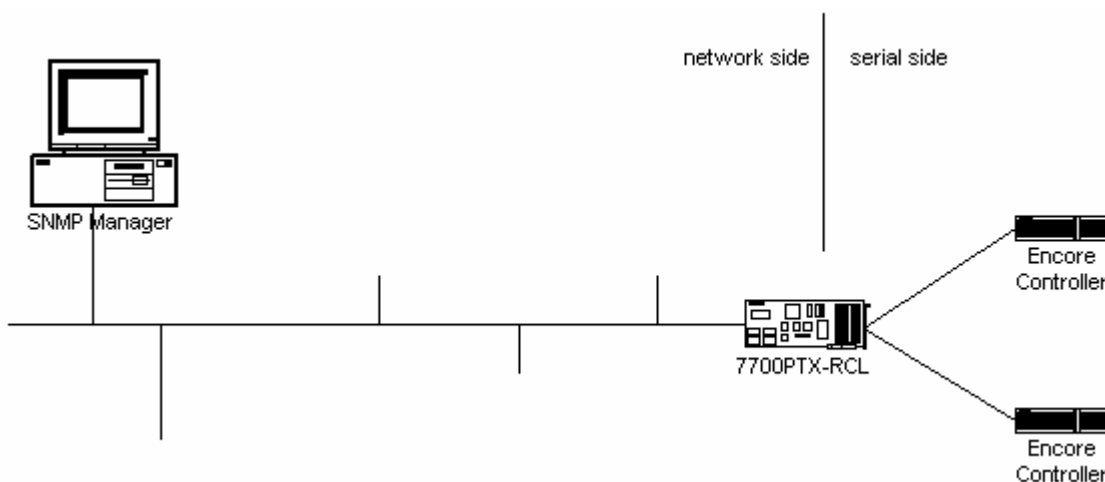 network side
serial side
SNMP Manager
Encore
Controller
7700PTX-RCL
Encore
Controller